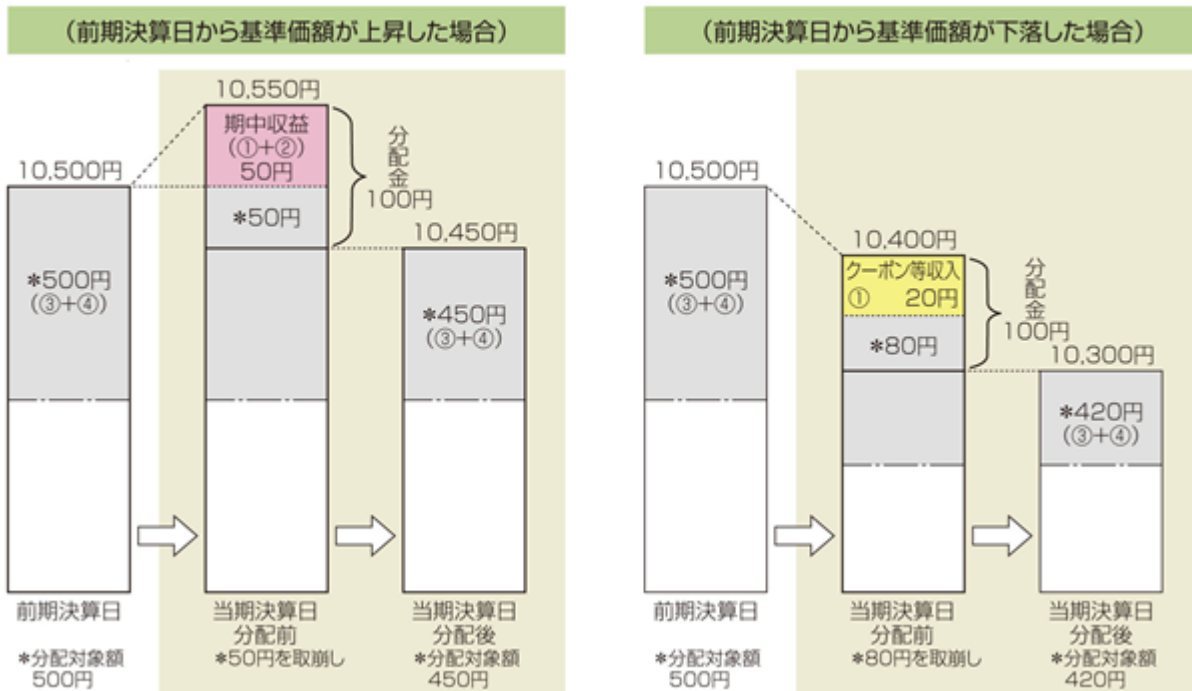 (前期決算日から基準価額が上昇した場合)
10,500円
*500円
(③+④)
前期決算日
*分配対象額
500円
10,550円
期中収益
(①+②)
50円
*50円
分配金
100円
当期決算日
分配前
*50円を取崩し
10,450円
*450円
(③+④)
当期決算日
分配後
*分配対象額
450円
(前期決算日から基準価額が下落した場合)
10,500円
*500円
(③+④)
前期決算日
*分配対象額
500円
10,400円
クーポン等収入
① 20円
*80円
分配金
100円
当期決算日
分配前
*80円を取崩し
10,300円
*420円
(③+④)
当期決算日
分配後
*分配対象額
420円